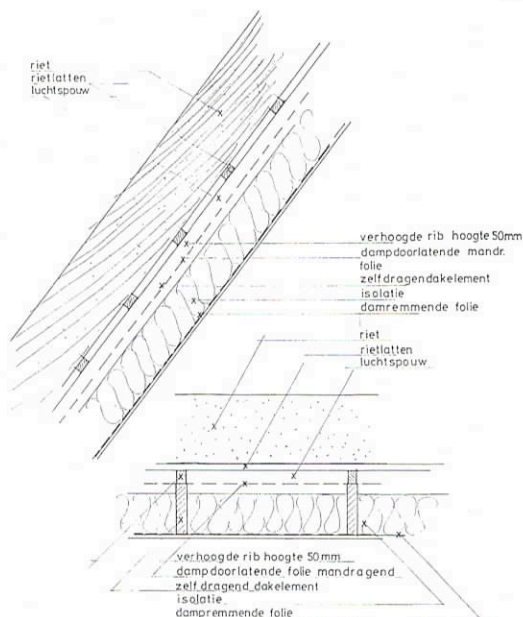 riet
rietlatten
luchtspouw
verhoogde rib hoogte 50mm
dampdoorlatende mandr.
folie
zelfdragendakelement
isolatie
damremmende folie
riet
rietlatten
luchtspouw
verhoogde rib hoogte 50mm
dampdoorlatende folie mandragend
zelf dragend dakelement
isolatie
dampremmende folie